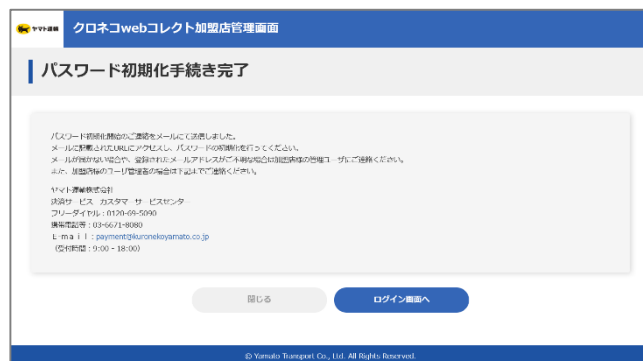 ヤマト運輸
クロネコwebコレクト加盟店管理画面
パスワード初期化手続き完了
パスワード初期化開始のご連絡をメールにて送信しました。
メールに記載されたURLにアクセスし、パスワードの初期化を行ってください。
メールが届かない場合や、登録されたメールアドレスがご不明な場合は加盟店様の管理ユーザにご連絡ください。
また、加盟店様のユーザ管理者の場合は下記までご連絡ください。
ヤマト運輸株式会社
決済サービス カスタマーサービスセンター
フリーダイヤル：0120-69-5090
携帯電話等：03-6671-8080
E-mail：payment@kuronekoyamato.co.jp
（受付時間：9:00 - 18:00）
閉じる
ログイン画面へ
© Yamato Transport Co., Ltd. All Rights Reserved.